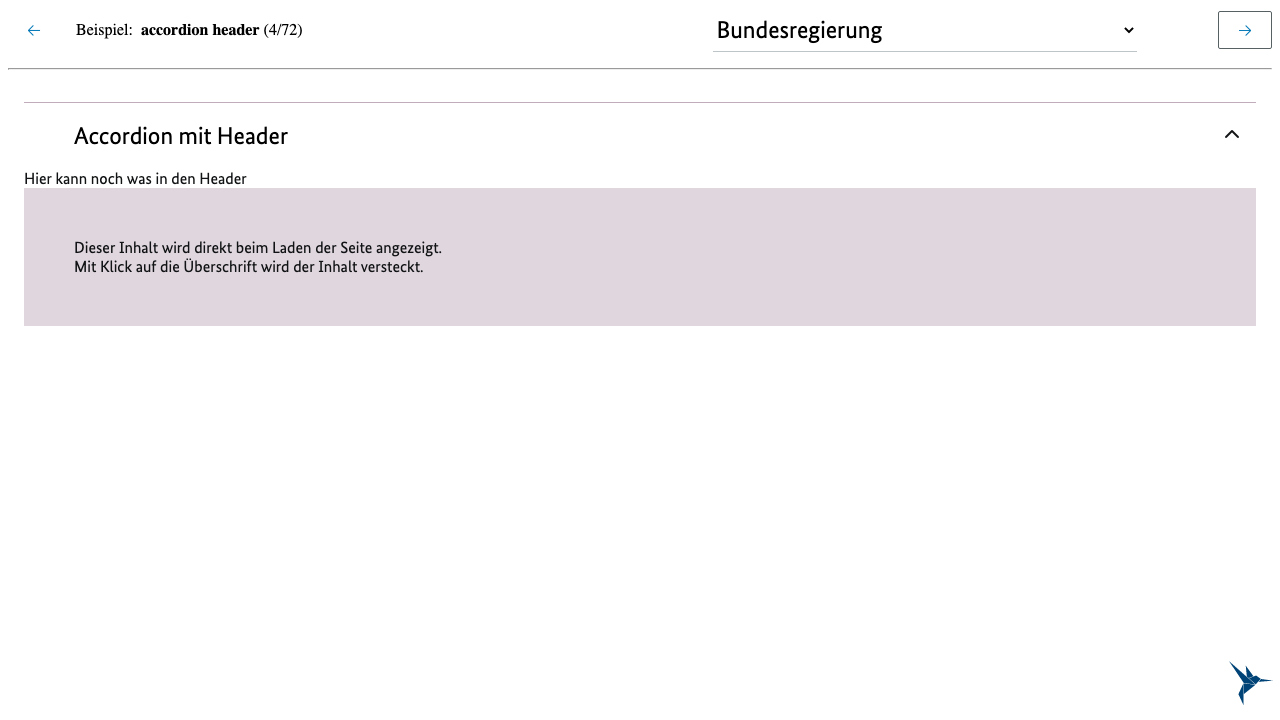 Beispiel: accordion header (4/72)
Bundesregierung
Accordion mit Header
Hier kann noch was in den Header
Dieser Inhalt wird direkt beim Laden der Seite angezeigt.
Mit Klick auf die Überschrift wird der Inhalt versteckt.